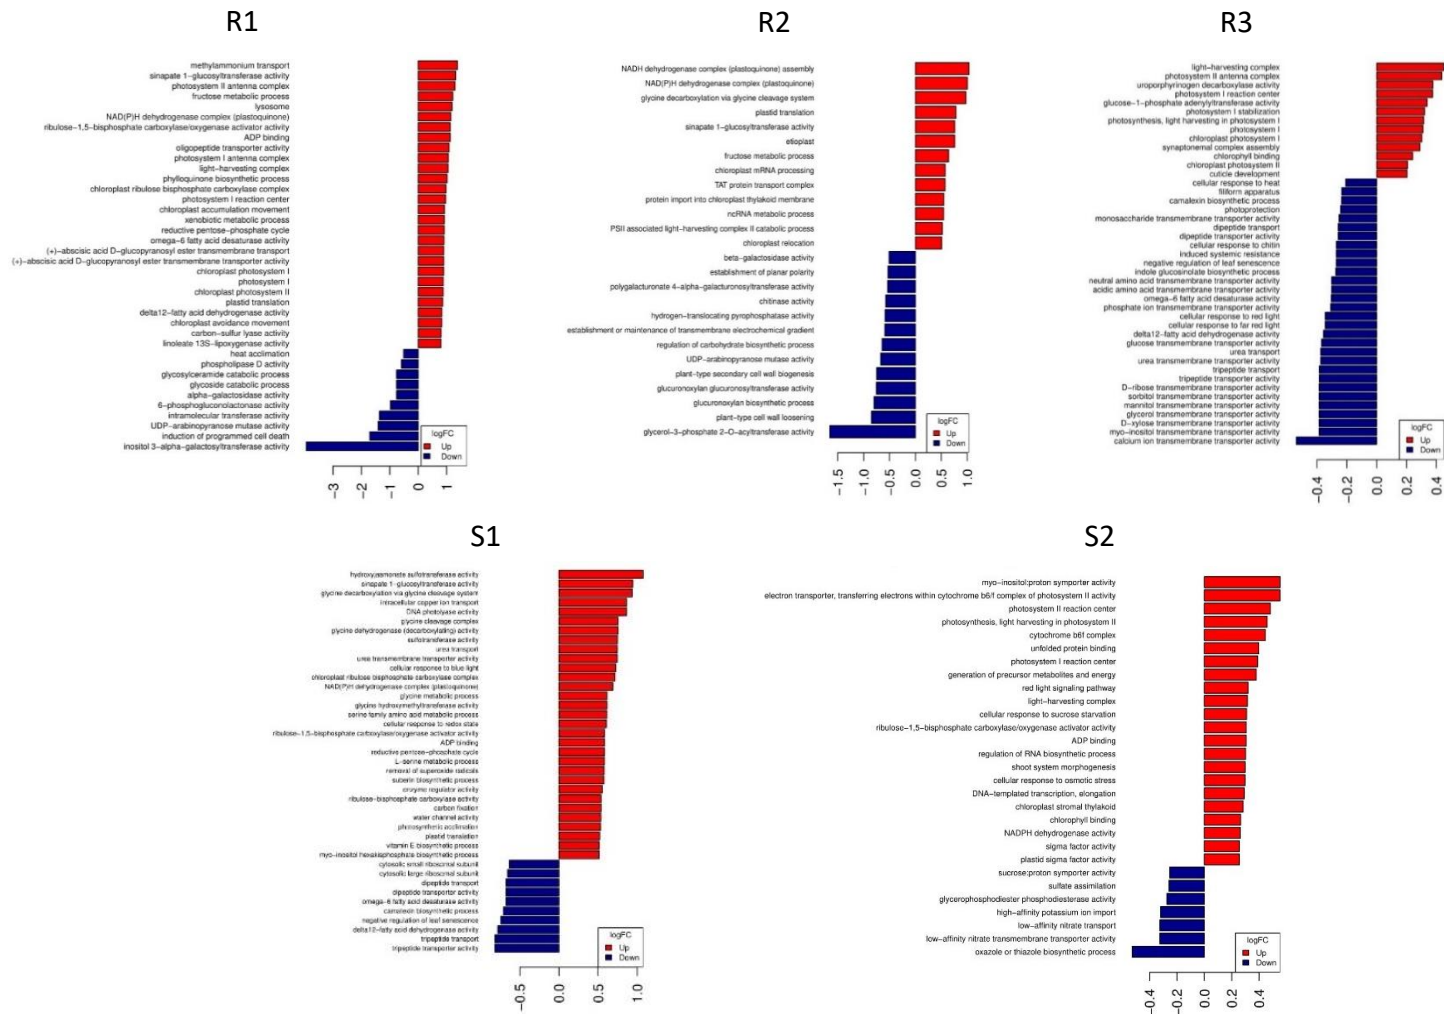 R1
methylammonium transport
sinapate 1−glucosyltransferase activity
photosystem II antenna complex
fructose metabolic process
lysosome
NAD(P)H dehydrogenase complex (plastoquinone)
ribulose−1,5−bisphosphate carboxylase/oxygenase activator activity
ADP binding
oligopeptide transporter activity
photosystem I antenna complex
light−harvesting complex
phylloquinone biosynthetic process
chloroplast ribulose bisphosphate carboxylase complex
photosystem I reaction center
chloroplast accumulation movement
xenobiotic metabolic process
reductive pentose−phosphate cycle
omega−6 fatty acid desaturase activity
(+)−abscisic acid D−glucopyranosyl ester transmembrane transport
(+)−abscisic acid D−glucopyranosyl ester transmembrane transporter activity
chloroplast photosystem I
photosystem I
chloroplast photosystem II
plastid translation
delta12−fatty acid dehydrogenase activity
chloroplast avoidance movement
carbon−sulfur lyase activity
linoleate 13S−lipoxygenase activity
heat acclimation
phospholipase D activity
glycosylceramide catabolic process
glycoside catabolic process
alpha−galactosidase activity
6−phosphogluconolactonase activity
intramolecular transferase activity
UDP−arabinopyranose mutase activity
induction of programmed cell death
inositol 3−alpha−galactosyltransferase activity
logFC
Up
Down
−3 −2 −1 0 1
R2
NADH dehydrogenase complex (plastoquinone) assembly
NAD(P)H dehydrogenase complex (plastoquinone)
glycine decarboxylation via glycine cleavage system
plastid translation
sinapate 1−glucosyltransferase activity
etioplast
fructose metabolic process
chloroplast mRNA processing
TAT protein transport complex
protein import into chloroplast thylakoid membrane
ncRNA metabolic process
PSII associated light−harvesting complex II catabolic process
chloroplast relocation
beta−galactosidase activity
establishment of planar polarity
polygalacturonate 4−alpha−galacturonosyltransferase activity
chitinase activity
hydrogen−translocating pyrophosphatase activity
establishment or maintenance of transmembrane electrochemical gradient
regulation of carbohydrate biosynthetic process
UDP−arabinopyranose mutase activity
plant−type secondary cell wall biogenesis
glucuronoxylan glucuronosyltransferase activity
glucuronoxylan biosynthetic process
plant−type cell wall loosening
glycerol−3−phosphate 2−O−acyltransferase activity
logFC
Up
Down
−1.5 −1.0 −0.5 0.0 0.5 1.0
R3
light−harvesting complex
photosystem II antenna complex
uroporphyrinogen decarboxylase activity
photosystem I reaction center
glucose−1−phosphate adenylyltransferase activity
photosystem I stabilization
photosynthesis, light harvesting in photosystem I
photosystem I
chloroplast photosystem I
synaptonemal complex assembly
chlorophyll binding
chloroplast photosystem II
cuticle development
cellular response to heat
filiform apparatus
camalexin biosynthetic process
photoprotection
monosaccharide transmembrane transporter activity
dipeptide transport
dipeptide transporter activity
cellular response to chitin
induced systemic resistance
negative regulation of leaf senescence
indole glucosinolate biosynthetic process
neutral amino acid transmembrane transporter activity
acidic amino acid transmembrane transporter activity
omega−6 fatty acid desaturase activity
phosphate ion transmembrane transporter activity
cellular response to red light
cellular response to far red light
delta12−fatty acid dehydrogenase activity
glucose transmembrane transporter activity
urea transport
urea transmembrane transporter activity
tripeptide transport
tripeptide transporter activity
D−ribose transmembrane transporter activity
sorbitol transmembrane transporter activity
mannitol transmembrane transporter activity
glycerol transmembrane transporter activity
D−xylose transmembrane transporter activity
myo−inositol transmembrane transporter activity
calcium ion transmembrane transporter activity
logFC
Up
Down
−0.4 −0.2 0.0 0.2 0.4
S1
hydroxyjasmonate sulfotransferase activity
sinapate 1−glucosyltransferase activity
glycine decarboxylation via glycine cleavage system
intracellular copper ion transport
DNA photolyase activity
glycine cleavage complex
glycine dehydrogenase (decarboxylating) activity
sulfotransferase activity
urea transport
urea transmembrane transporter activity
cellular response to blue light
chloroplast ribulose bisphosphate carboxylase complex
NAD(P)H dehydrogenase complex (plastoquinone)
glycine metabolic process
glycine hydroxymethyltransferase activity
serine family amino acid metabolic process
cellular response to redox state
ribulose−1,5−bisphosphate carboxylase/oxygenase activator activity
ADP binding
reductive pentose−phosphate cycle
L−serine metabolic process
removal of superoxide radicals
suberin biosynthetic process
enzyme regulator activity
ribulose−bisphosphate carboxylase activity
carbon fixation
water channel activity
photosynthetic acclimation
plastid translation
vitamin E biosynthetic process
myo−inositol hexakisphosphate biosynthetic process
cytosolic small ribosomal subunit
cytosolic large ribosomal subunit
dipeptide transport
dipeptide transporter activity
omega−6 fatty acid desaturase activity
camalexin biosynthetic process
negative regulation of leaf senescence
delta12−fatty acid dehydrogenase activity
tripeptide transport
tripeptide transporter activity
logFC
Up
Down
−0.5 0.0 0.5 1.0
S2
myo−inositol:proton symporter activity
electron transporter, transferring electrons within cytochrome b6/f complex of photosystem II activity
photosystem II reaction center
photosynthesis, light harvesting in photosystem II
cytochrome b6f complex
unfolded protein binding
photosystem I reaction center
generation of precursor metabolites and energy
red light signaling pathway
light−harvesting complex
cellular response to sucrose starvation
ribulose−1,5−bisphosphate carboxylase/oxygenase activator activity
ADP binding
regulation of RNA biosynthetic process
shoot system morphogenesis
cellular response to osmotic stress
DNA−templated transcription, elongation
chloroplast stromal thylakoid
chlorophyll binding
NADPH dehydrogenase activity
sigma factor activity
plastid sigma factor activity
sucrose:proton symporter activity
sulfate assimilation
glycerophosphodiester phosphodiesterase activity
high−affinity potassium ion import
low−affinity nitrate transport
low−affinity nitrate transmembrane transporter activity
oxazole or thiazole biosynthetic process
logFC
Up
Down
−0.4 −0.2 0.0 0.2 0.4